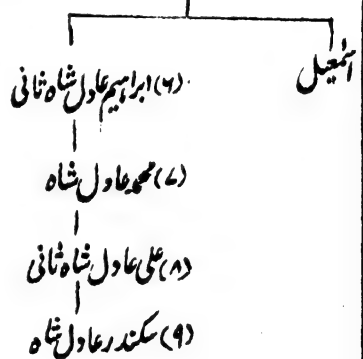 اسمٰعیل
(۶) ابراہیم عادل شاہ ثانی
(۷) محمد عادل شاہ
(۸) علی عادل شاہ ثانی
(۹) سکندر عادل شاہ